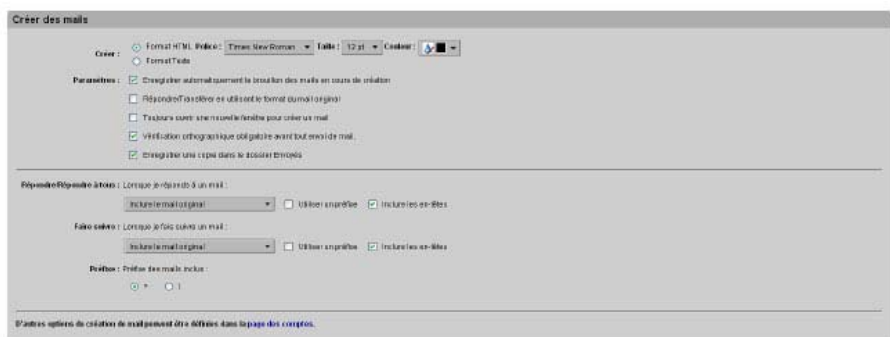 Créer des mails
Créer : Format HTML Police : Times New Roman Taille : 12 pt Couleur :
Format Texte
Paramètres : Enregistrer automatiquement le brouillon des mails en cours de création
Répondre/Transférer en utilisant le format du mail original
Toujours ouvrir une nouvelle fenêtre pour créer un mail
Vérification orthographique obligatoire avant tout envoi de mail.
Enregistrer une copie dans le dossier Envoyés
Répondre/Répondre à tous : Lorsque je réponds à un mail :
Inclure le mail original Utiliser un préfixe Inclure les en-têtes
Faire suivre : Lorsque je fais suivre un mail :
Inclure le mail original Utiliser un préfixe Inclure les en-têtes
Préfixe : Préfixe des mails inclus :
> |
D'autres options de création de mail peuvent être définies dans la page des comptes.